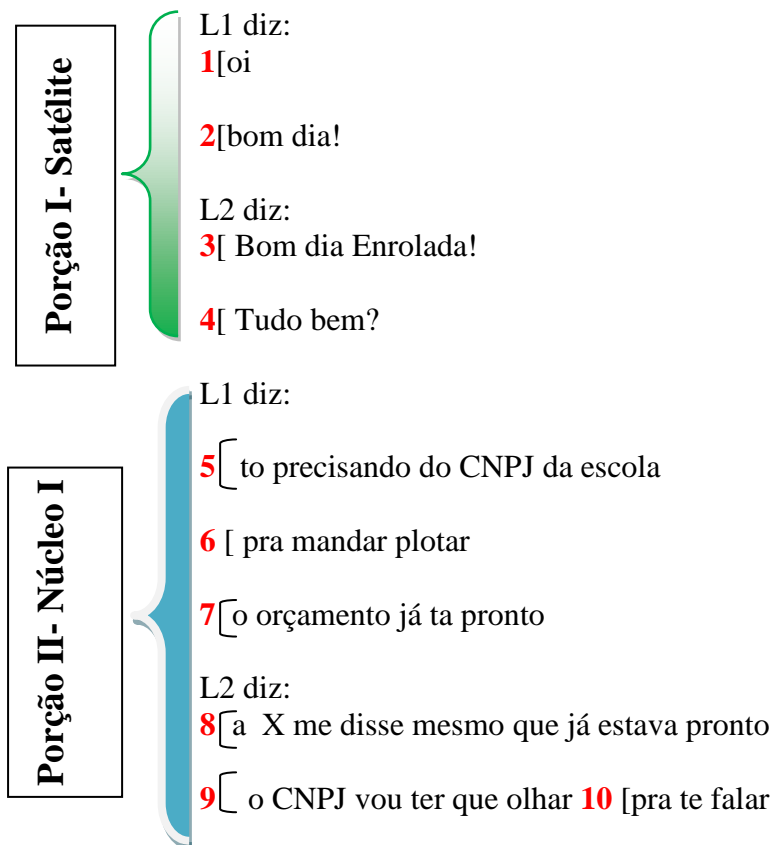 Porção I- Satélite
L1 diz:
1[oi
2[bom dia!
L2 diz:
3[ Bom dia Enrolada!
4[ Tudo bem?
Porção II- Núcleo I
L1 diz:
5[ to precisando do CNPJ da escola
6 [ pra mandar plotar
7[o orçamento já ta pronto
L2 diz:
8[a X me disse mesmo que já estava pronto
9[ o CNPJ vou ter que olhar 10 [pra te falar